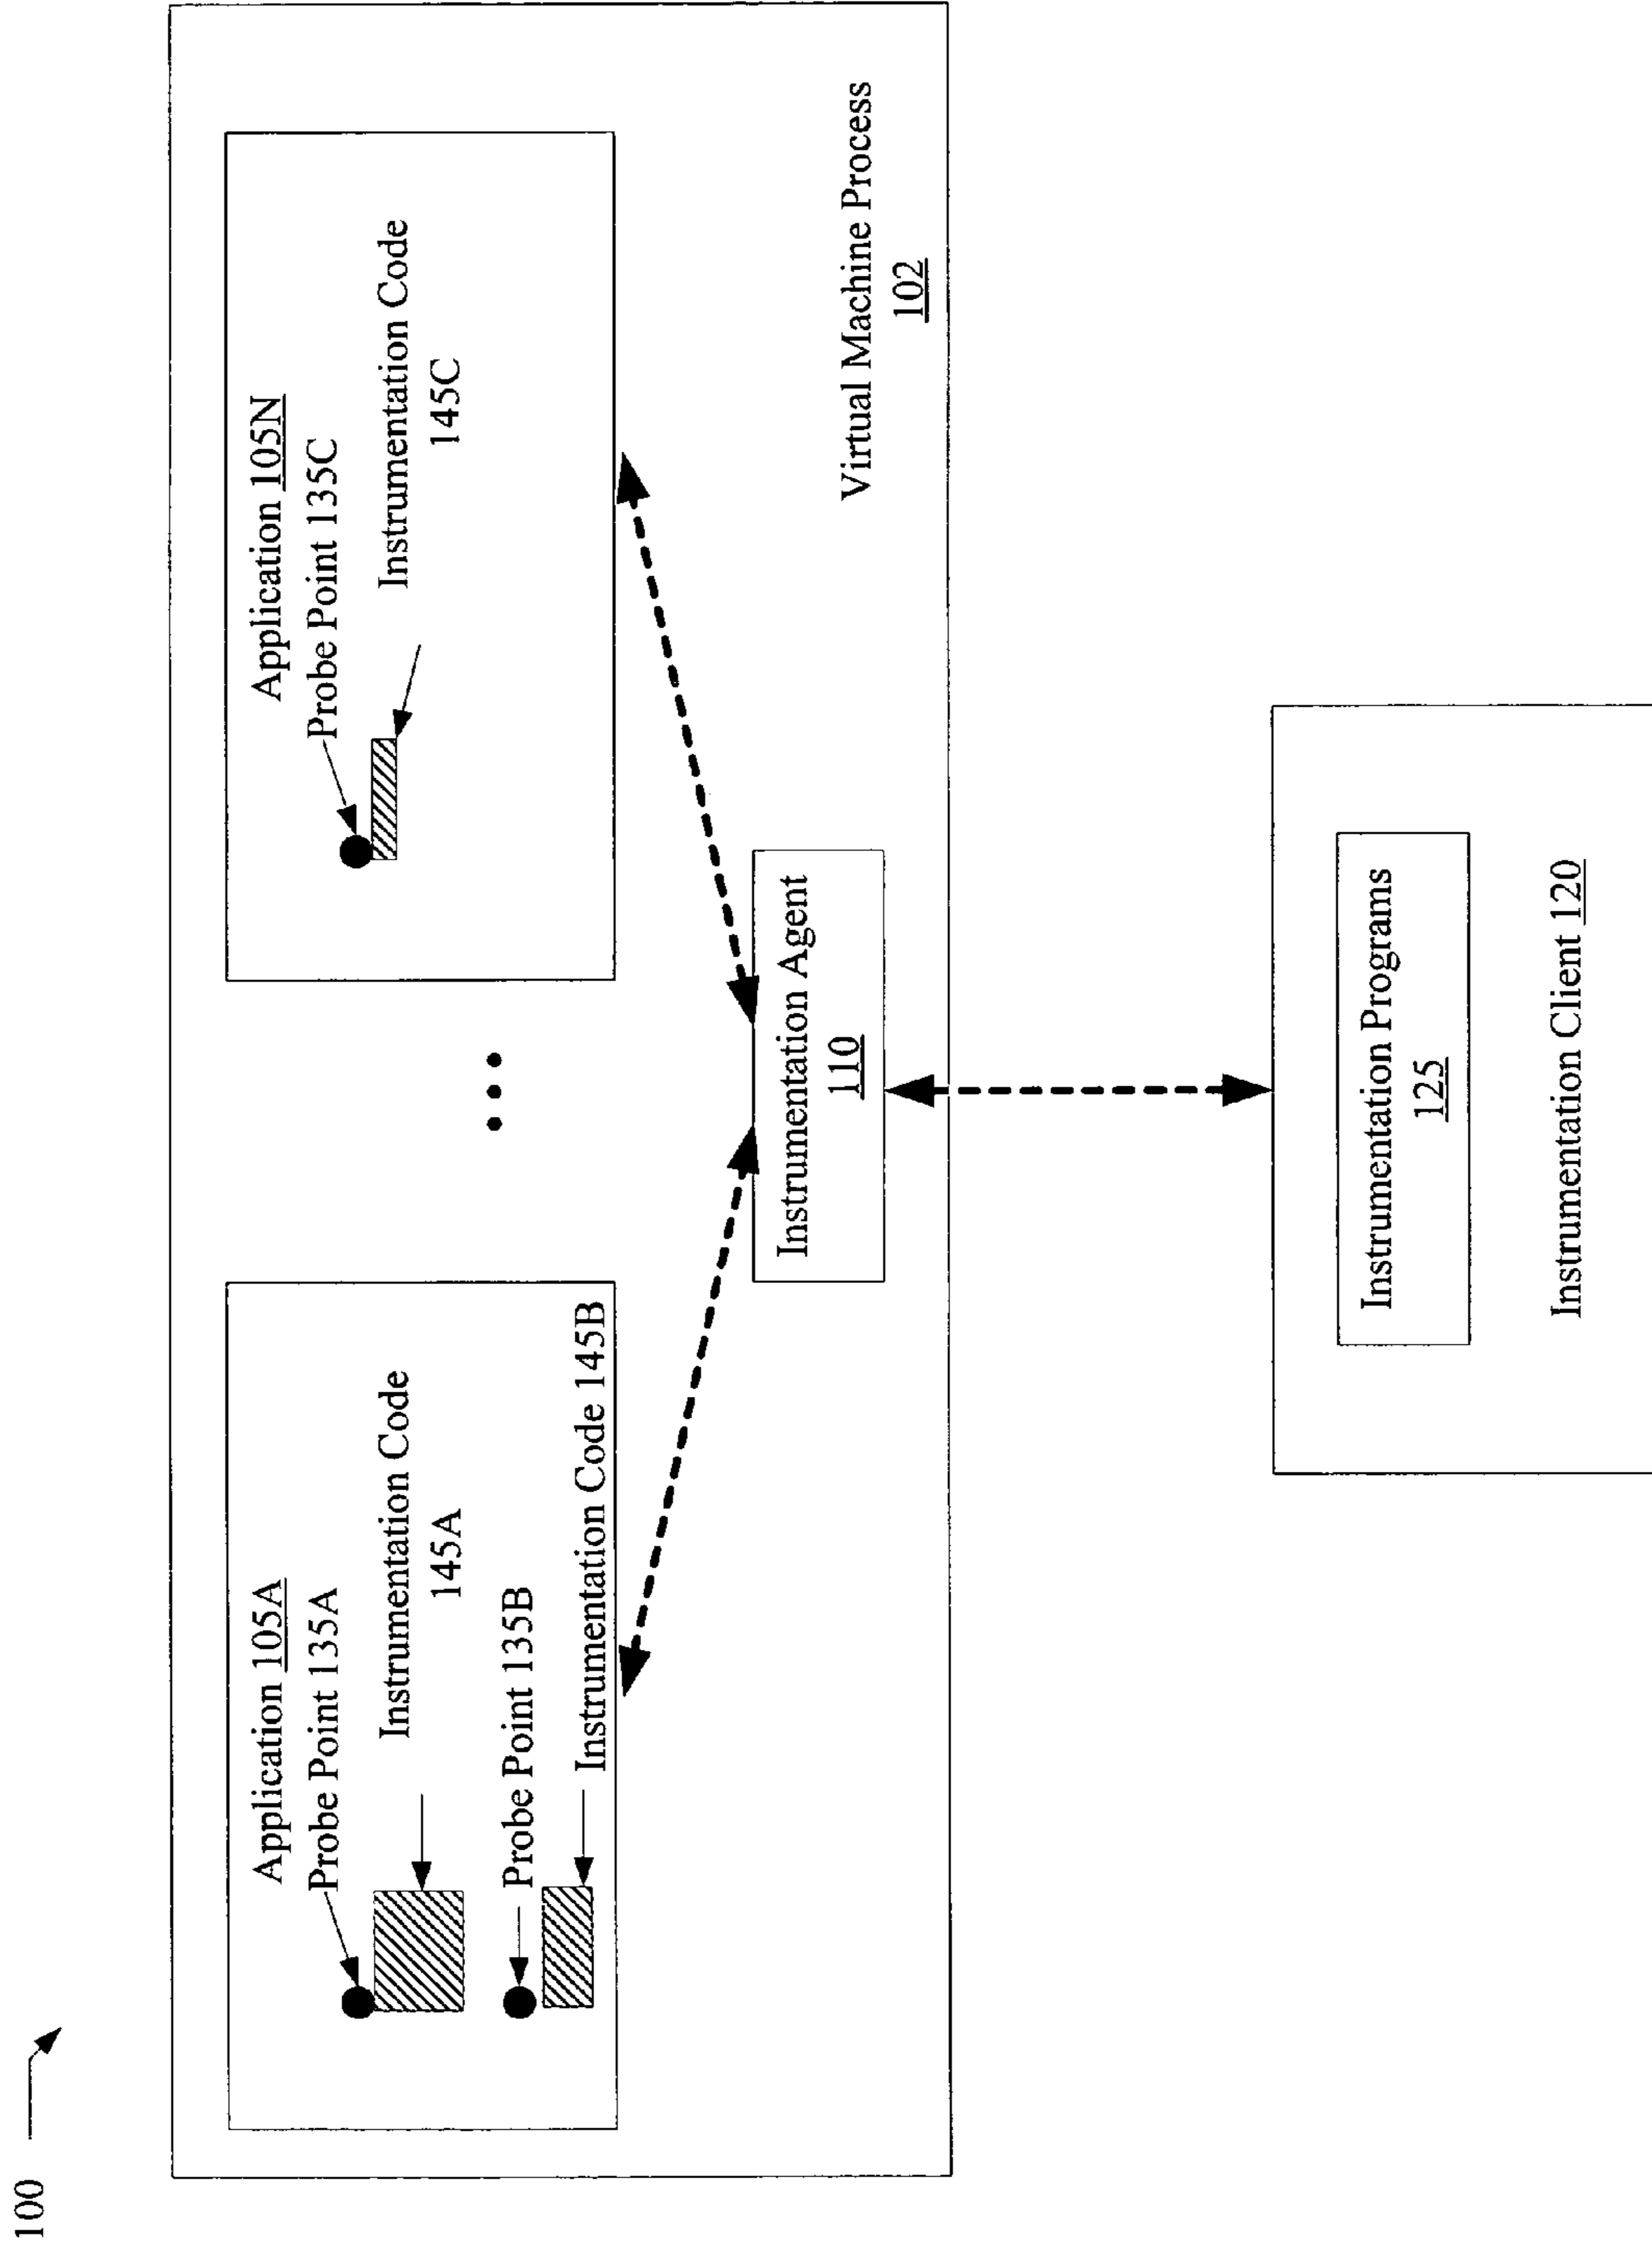 100
Application 105A
Probe Point 135A
Instrumentation Code
145A
Probe Point 135B
Instrumentation Code 145B
Application 105N
Probe Point 135C
Instrumentation Code
145C
Instrumentation Agent
110
Virtual Machine Process
102
Instrumentation Programs
125
Instrumentation Client 120